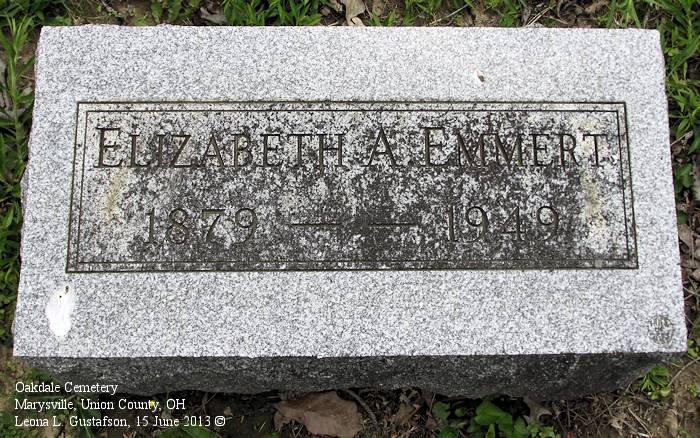 ELIZABETH A. EMMERT
1879 — — 1949
Oakdale Cemetery
Marysville, Union County, OH
Leona L. Gustafson, 15 June 2013 ©